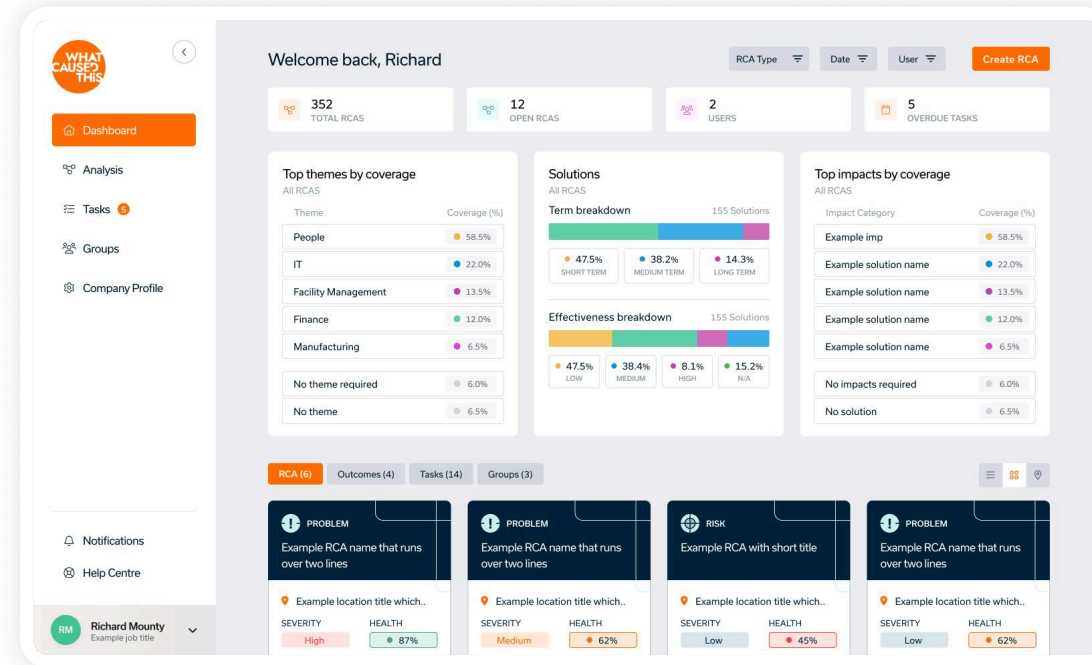 WHAT
CAUSED
THIS
Dashboard
Analysis
Tasks 5
Groups
Company Profile
Notifications
Help Centre
RM
Richard Mounty
Example job title
Welcome back, Richard
RCA Type
Date
User
Create RCA
352
TOTAL RCAS
12
OPEN RCAS
2
USERS
5
OVERDUE TASKS
Top themes by coverage
All RCAS
Theme Coverage (%)
People 58.5%
IT 22.0%
Facility Management 13.5%
Finance 12.0%
Manufacturing 6.5%
No theme required 6.0%
No theme 6.5%
Solutions
All RCAS
Term breakdown 155 Solutions
47.5% 38.2% 14.3%
SHORT TERM MEDIUM TERM LONG TERM
Effectiveness breakdown 155 Solutions
47.5% 38.4% 8.1% 15.2%
LOW MEDIUM HIGH N/A
Top impacts by coverage
All RCAS
Impact Category Coverage (%)
Example imp 58.5%
Example solution name 22.0%
Example solution name 13.5%
Example solution name 12.0%
Example solution name 6.5%
No impacts required 6.0%
No solution 6.5%
RCA (6) Outcomes (4) Tasks (14) Groups (3)
PROBLEM
Example RCA name that runs
over two lines
Example location title which..
SEVERITY HEALTH
High 87%
PROBLEM
Example RCA name that runs
over two lines
Example location title which..
SEVERITY HEALTH
Medium 62%
RISK
Example RCA with short title
Example location title which..
SEVERITY HEALTH
Low 45%
PROBLEM
Example RCA name that runs
over two lines
Example location title which..
SEVERITY HEALTH
Low 62%